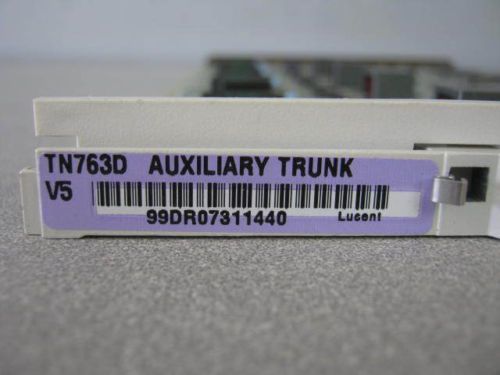 TN763D AUXILIARY TRUNK
V5
99DR07311440 Lucent